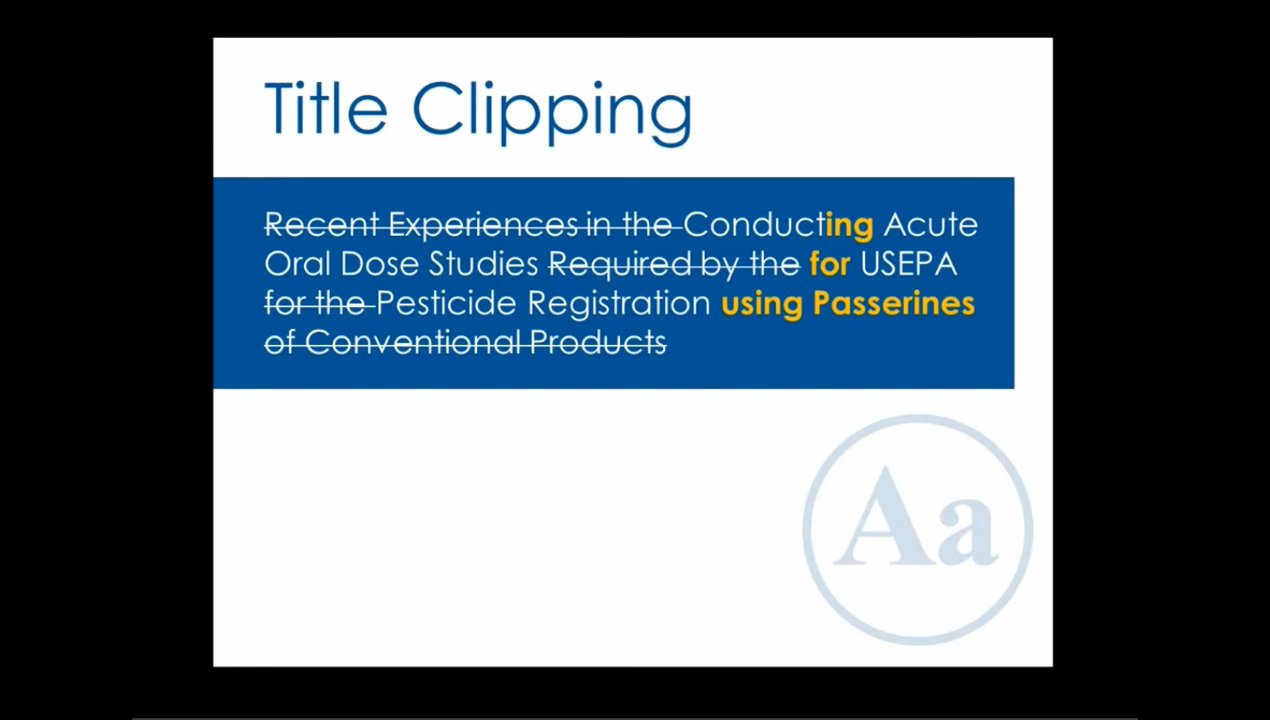 Title Clipping
Recent Experiences in the Conducting Acute
Oral Dose Studies Required by the for USEPA
for the Pesticide Registration using Passerines
of Conventional Products
Aa